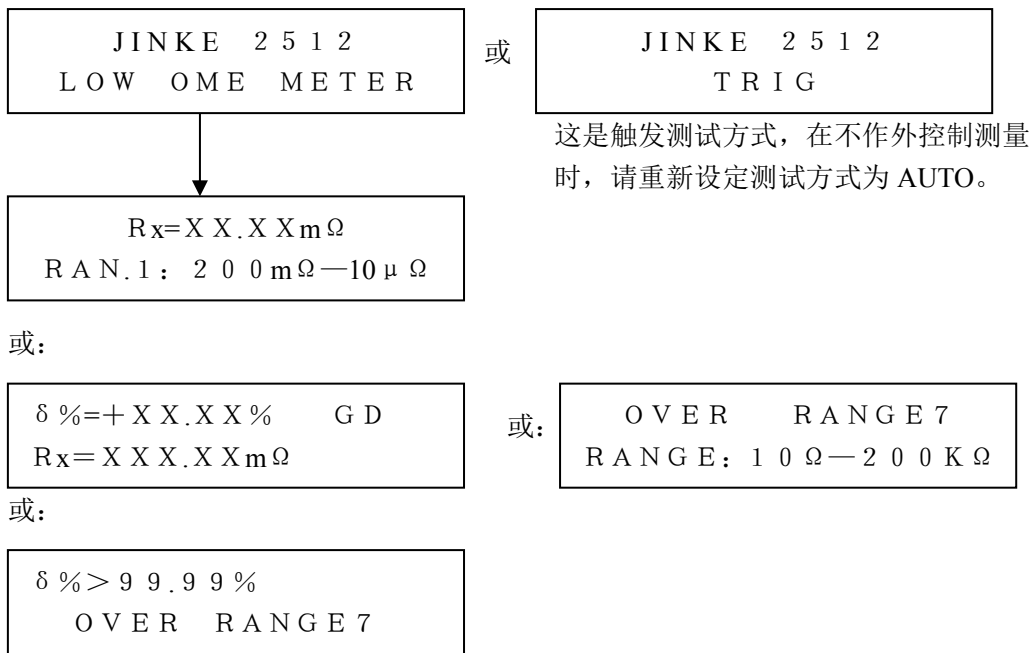 JINKE 2512
LOW OME METER
或
JINKE 2512
TRIG
这是触发测试方式，在不作外控制测量
时，请重新设定测试方式为 AUTO。
Rx=XX.XXmΩ
RAN.1：200mΩ—10μΩ
或：
δ%=＋XX.XX% GD
Rx＝XXX.XXmΩ
或：
OVER RANGE7
RANGE：10Ω—200KΩ
或：
δ%＞99.99%
OVER RANGE7